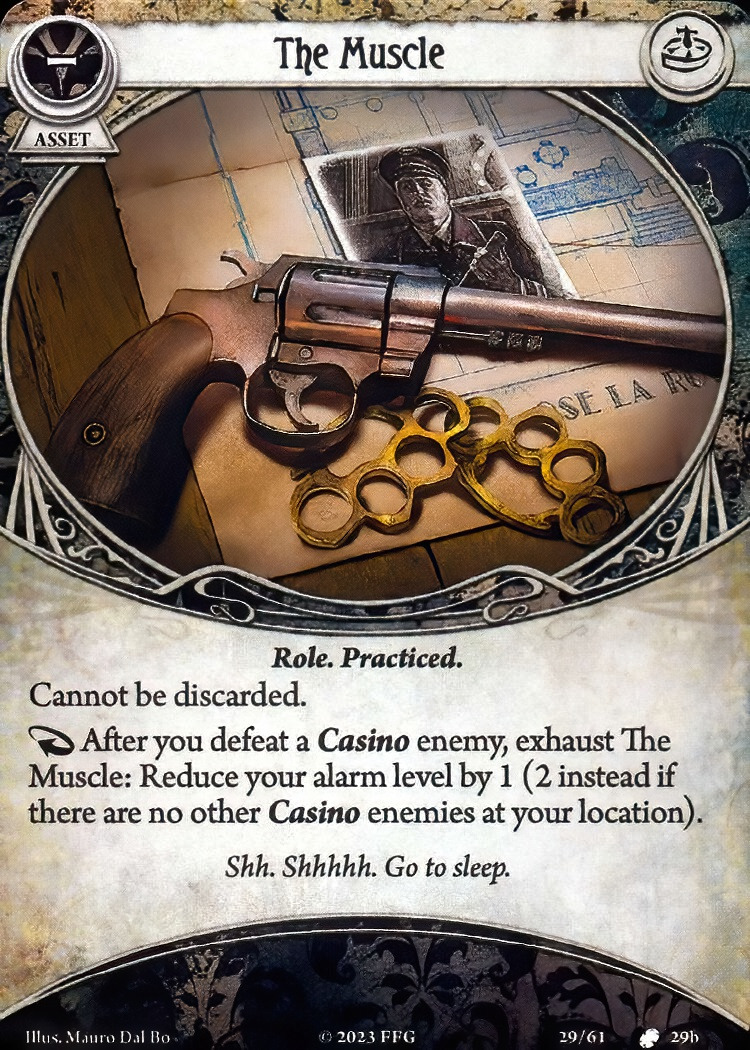 The Muscle
ASSET
SE LA RU
Role. Practiced.
Cannot be discarded.
After you defeat a Casino enemy, exhaust The
Muscle: Reduce your alarm level by 1 (2 instead if
there are no other Casino enemies at your location).
Shh. Shhhhh. Go to sleep.
Illus. Mauro Dal Bo
© 2023 FFG
29/61
29b